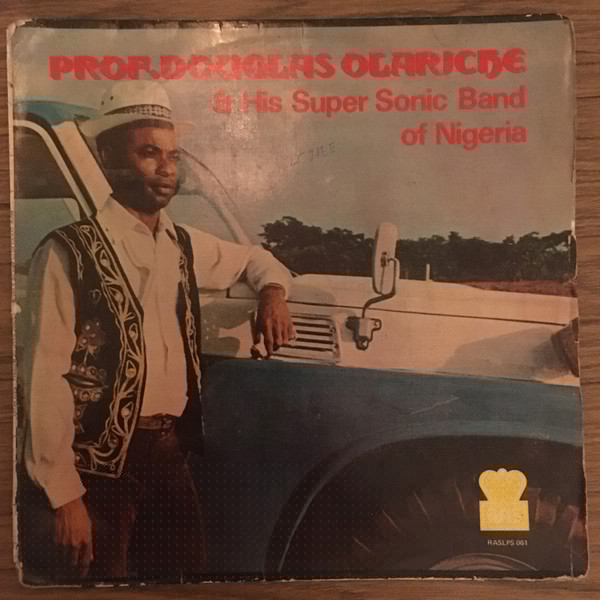 PROF. DOUGLAS OLARICHE
& His Super Sonic Band
of Nigeria
RASLPS 061